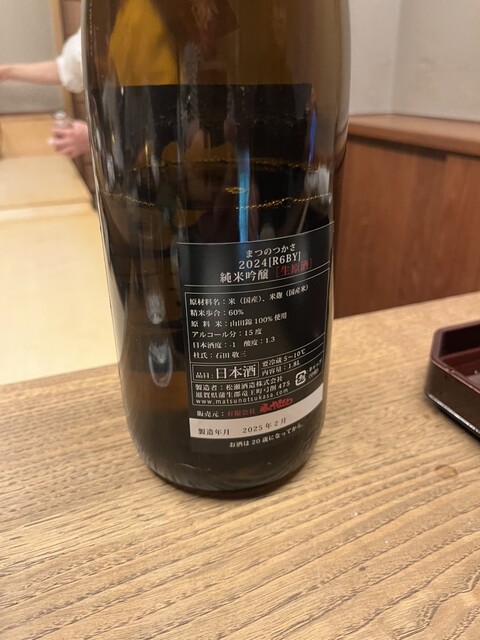 まつのつかさ
2024[R6BY]
純米吟醸「生原酒」
原材料名：米（国産）、米麹（国産米）
精米歩合：60%
原 料 米：山田錦100%使用
アルコール分：15度
日本酒度：-1 酸度：1.3
杜氏：石田 敬三
品目 日本酒 要冷蔵5～10℃
内容量：1.8L
製造者：松瀬酒造株式会社
滋賀県蒲生郡竜王町弓削475
www.matsunotsukasa.com
販売元：有限会社
製造年月 2025年2月
お酒は20歳になってから。